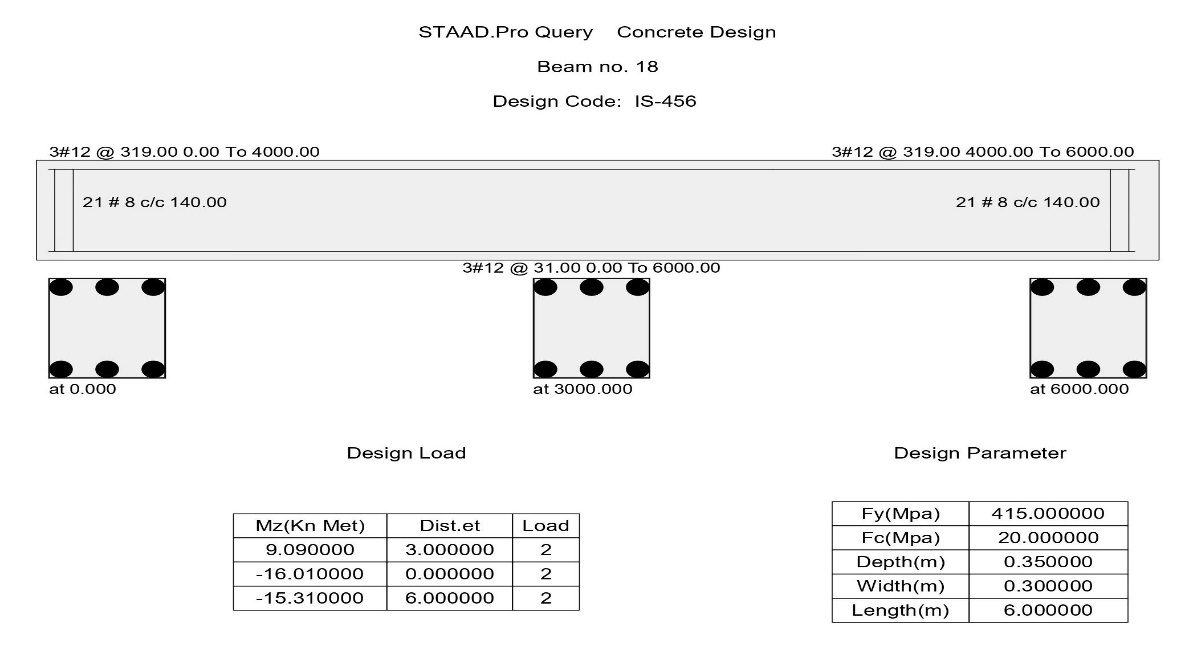 STAAD.Pro Query Concrete Design
Beam no. 18
Design Code: IS-456
3#12 @ 319.00 0.00 To 4000.00
3#12 @ 319.00 4000.00 To 6000.00
21 # 8 c/c 140.00
21 # 8 c/c 140.00
3#12 @ 31.00 0.00 To 6000.00
at 0.000
at 3000.000
at 6000.000
Design Load
Mz(Kn Met) Dist.et Load
9.090000 3.000000 2
-16.010000 0.000000 2
-15.310000 6.000000 2
Design Parameter
Fy(Mpa) 415.000000
Fc(Mpa) 20.000000
Depth(m) 0.350000
Width(m) 0.300000
Length(m) 6.000000